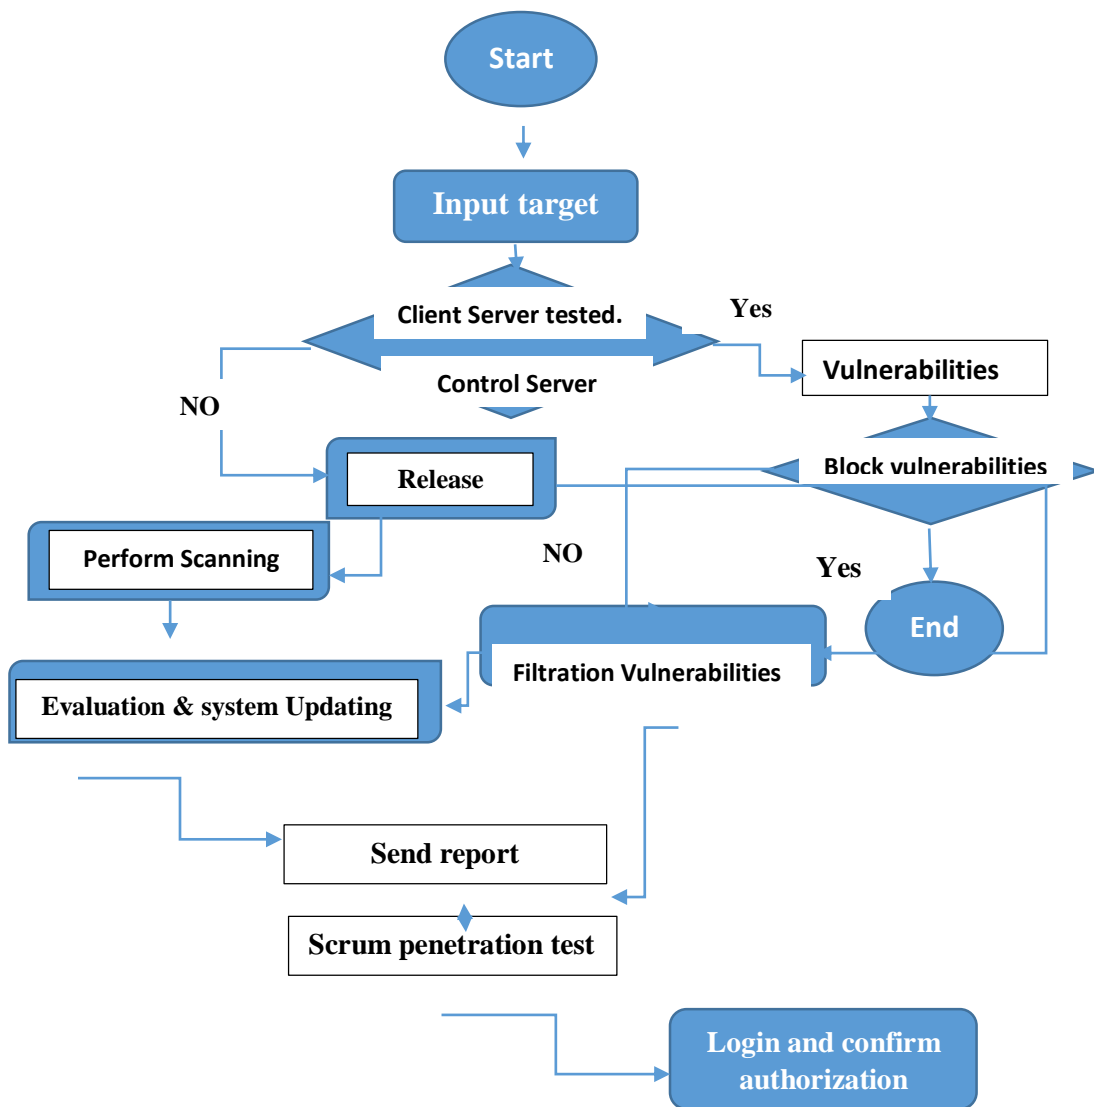 Start
Input target
Client Server tested.
Yes
Control Server
Vulnerabilities
NO
Block vulnerabilities
Release
Perform Scanning
NO
Yes
End
Filtration Vulnerabilities
Evaluation & system Updating
Send report
Scrum penetration test
Login and confirm
authorization